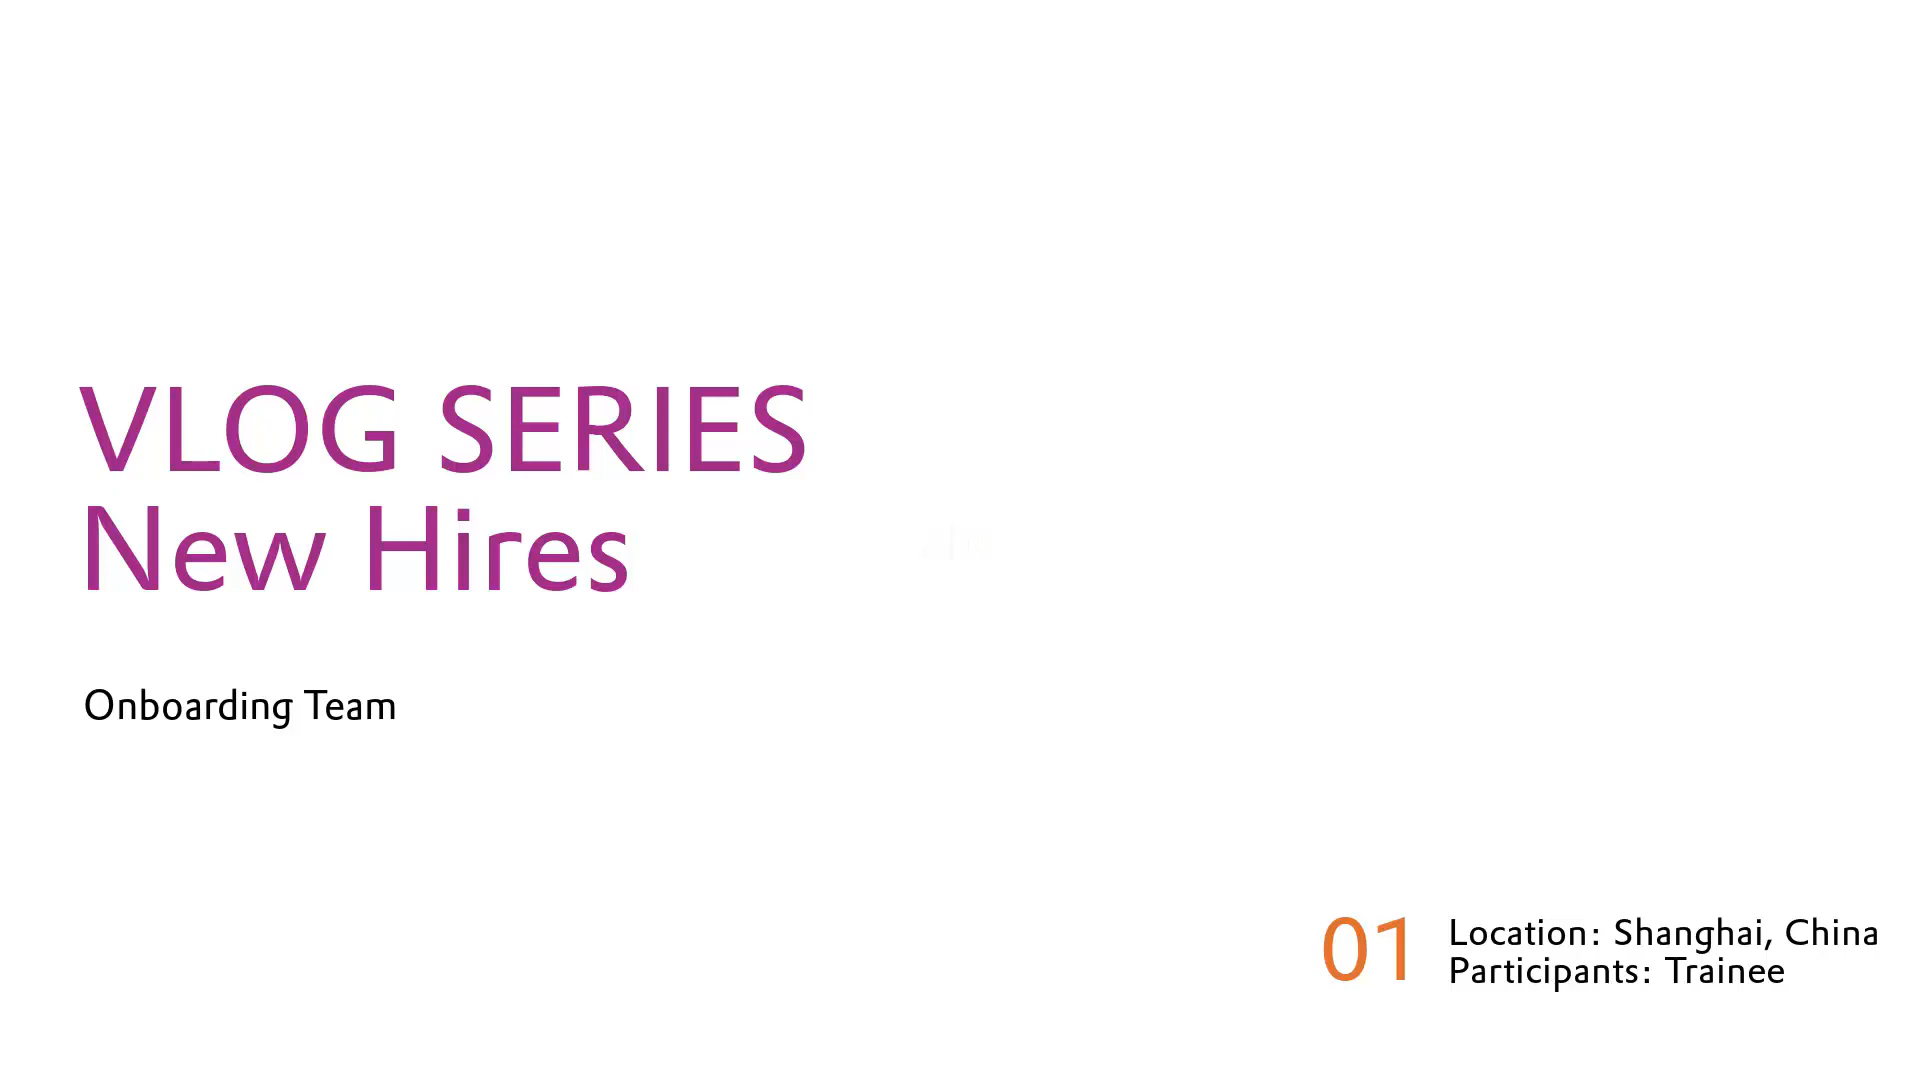 VLOG SERIES
New Hires
Onboarding Team
01
Location: Shanghai, China
Participants: Trainee